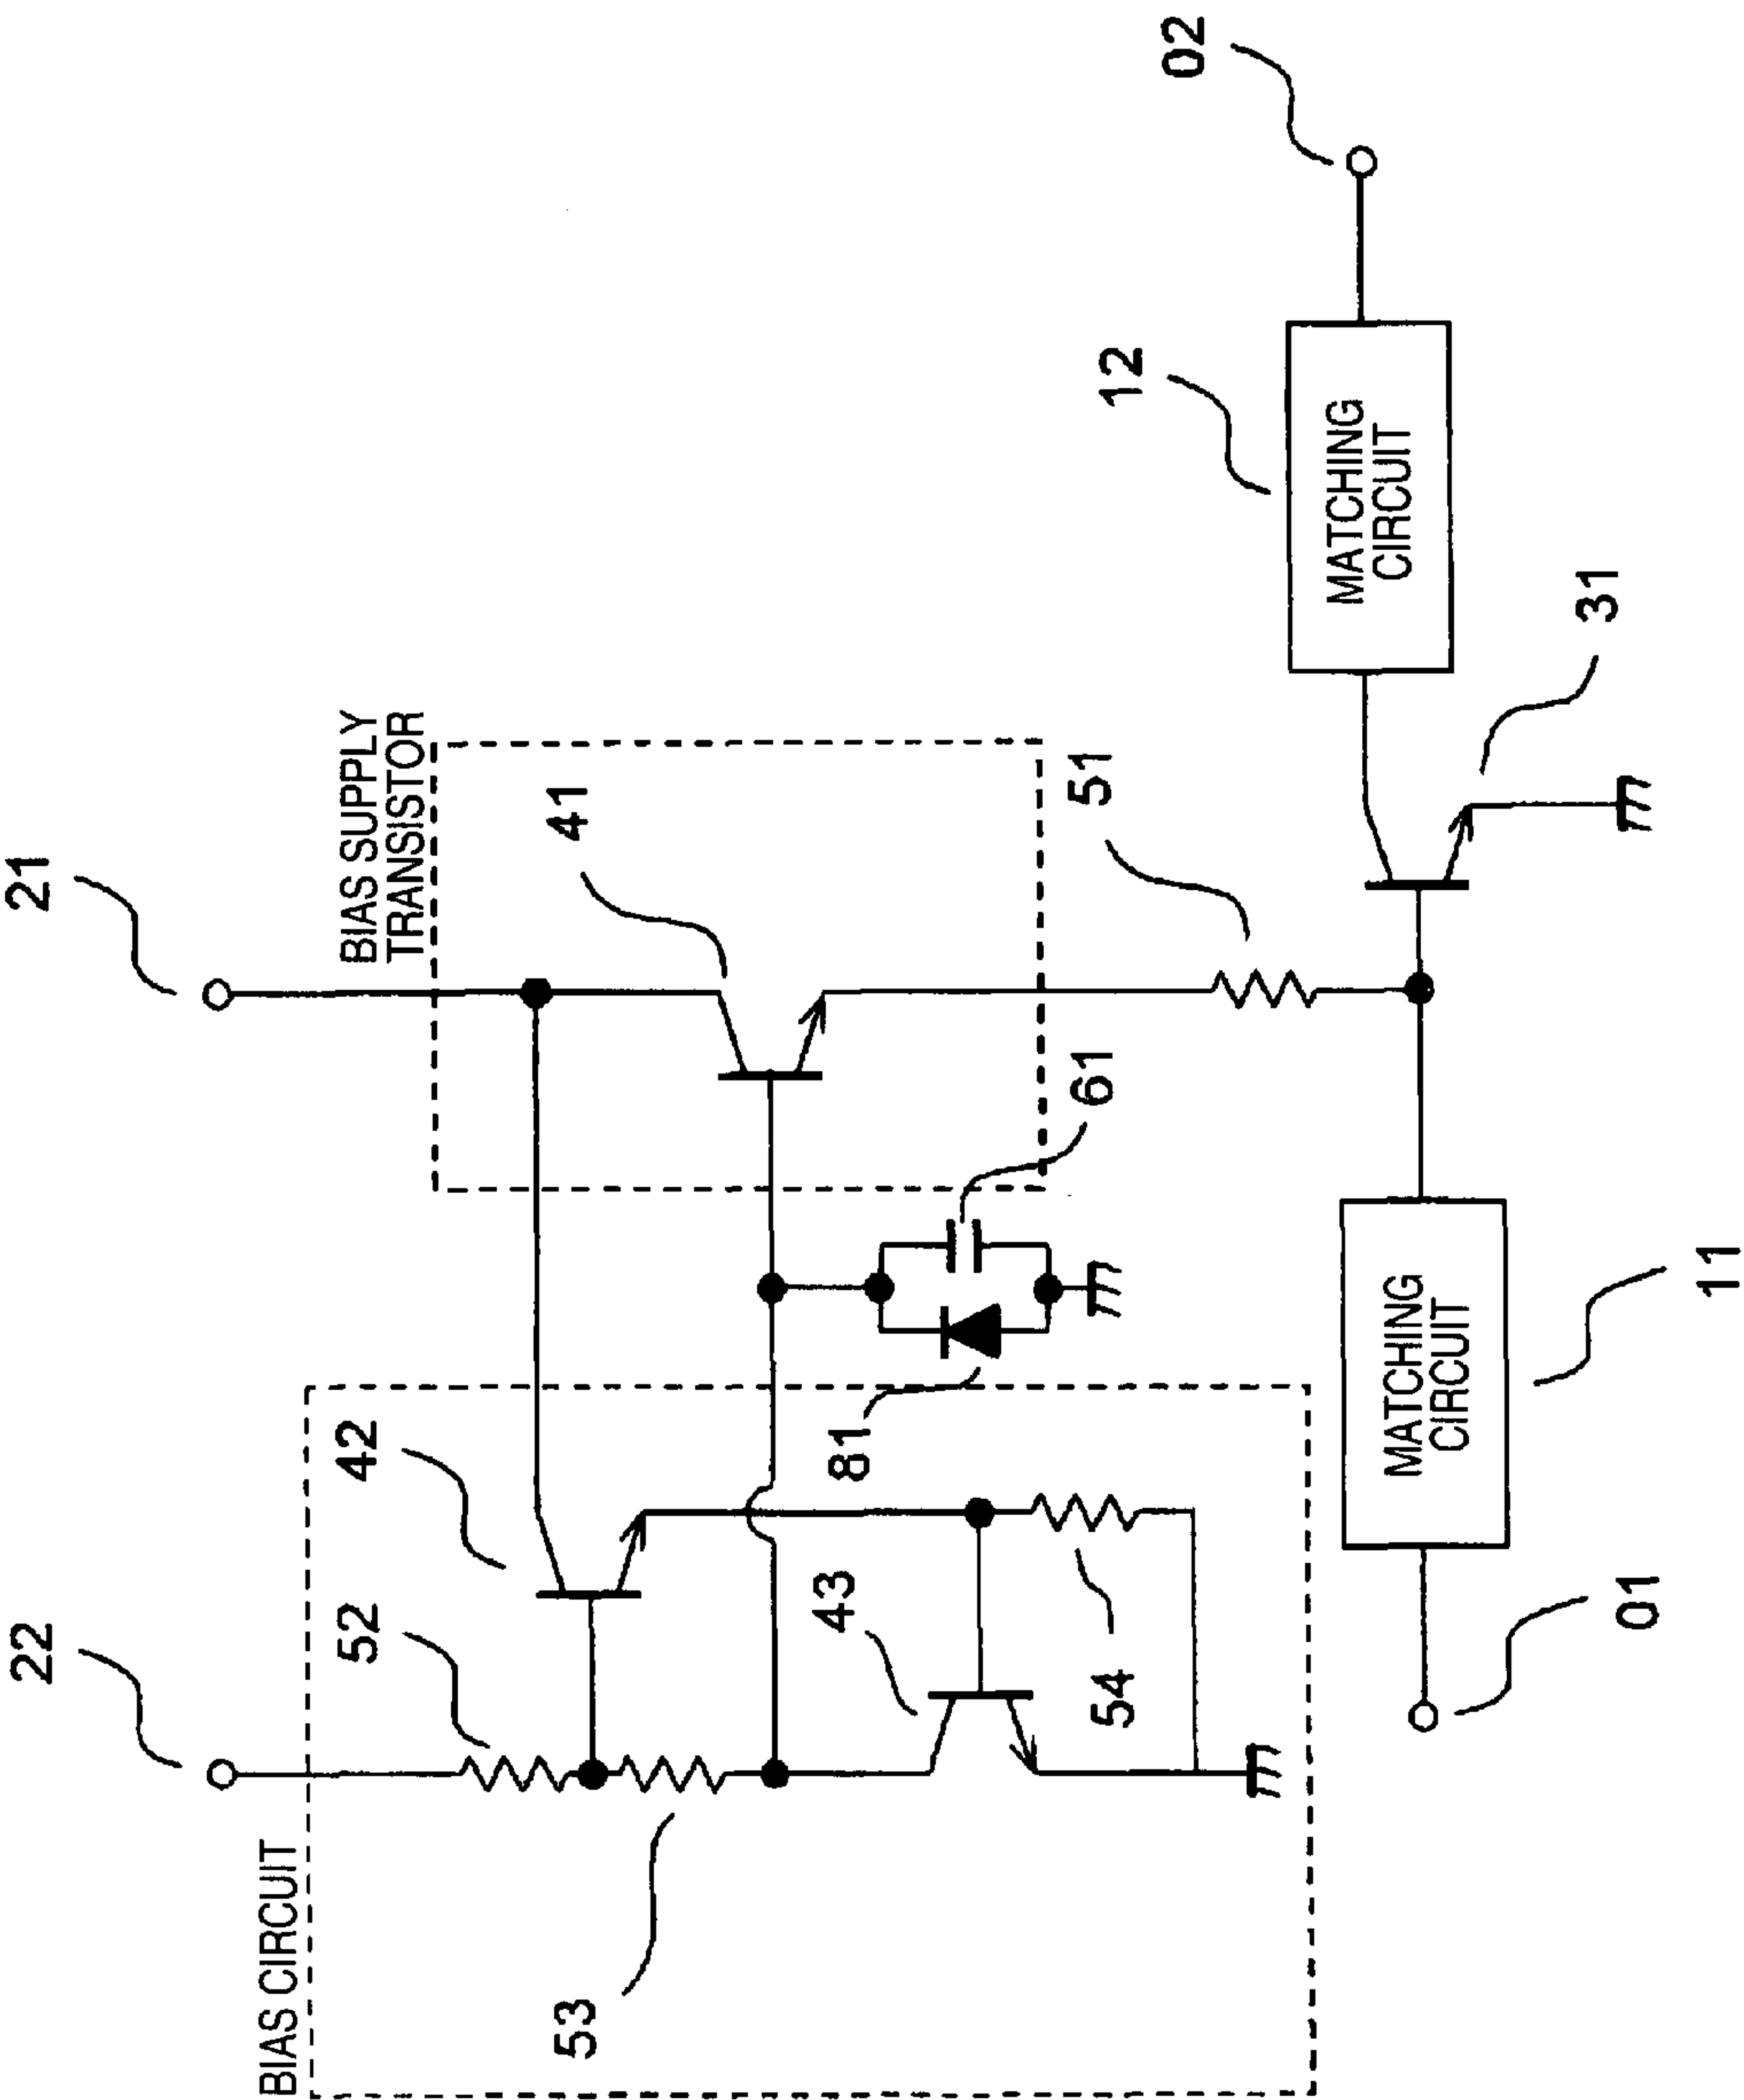 22
21
BIAS CIRCUIT
BIAS SUPPLY
TRANSISTOR
52
42
41
53
43
81
61
51
54
12
02
MATCHING
CIRCUIT
01
MATCHING
CIRCUIT
11
31